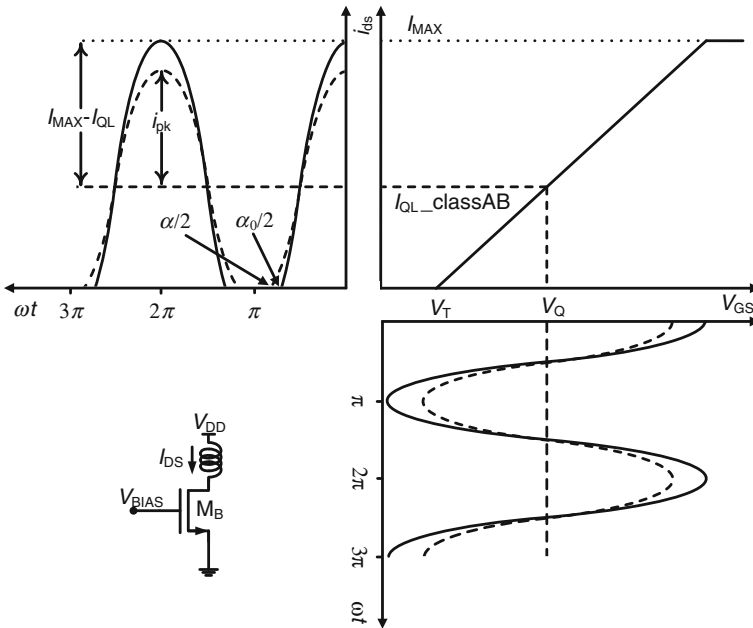 i_ds
I_MAX
I_MAX-I_QL
i_pk
I_QL_classAB
α/2
α₀/2
ωt
3π
2π
π
V_T
V_Q
V_GS
π
2π
3π
ωt
V_DD
I_DS
V_BIAS
M_B